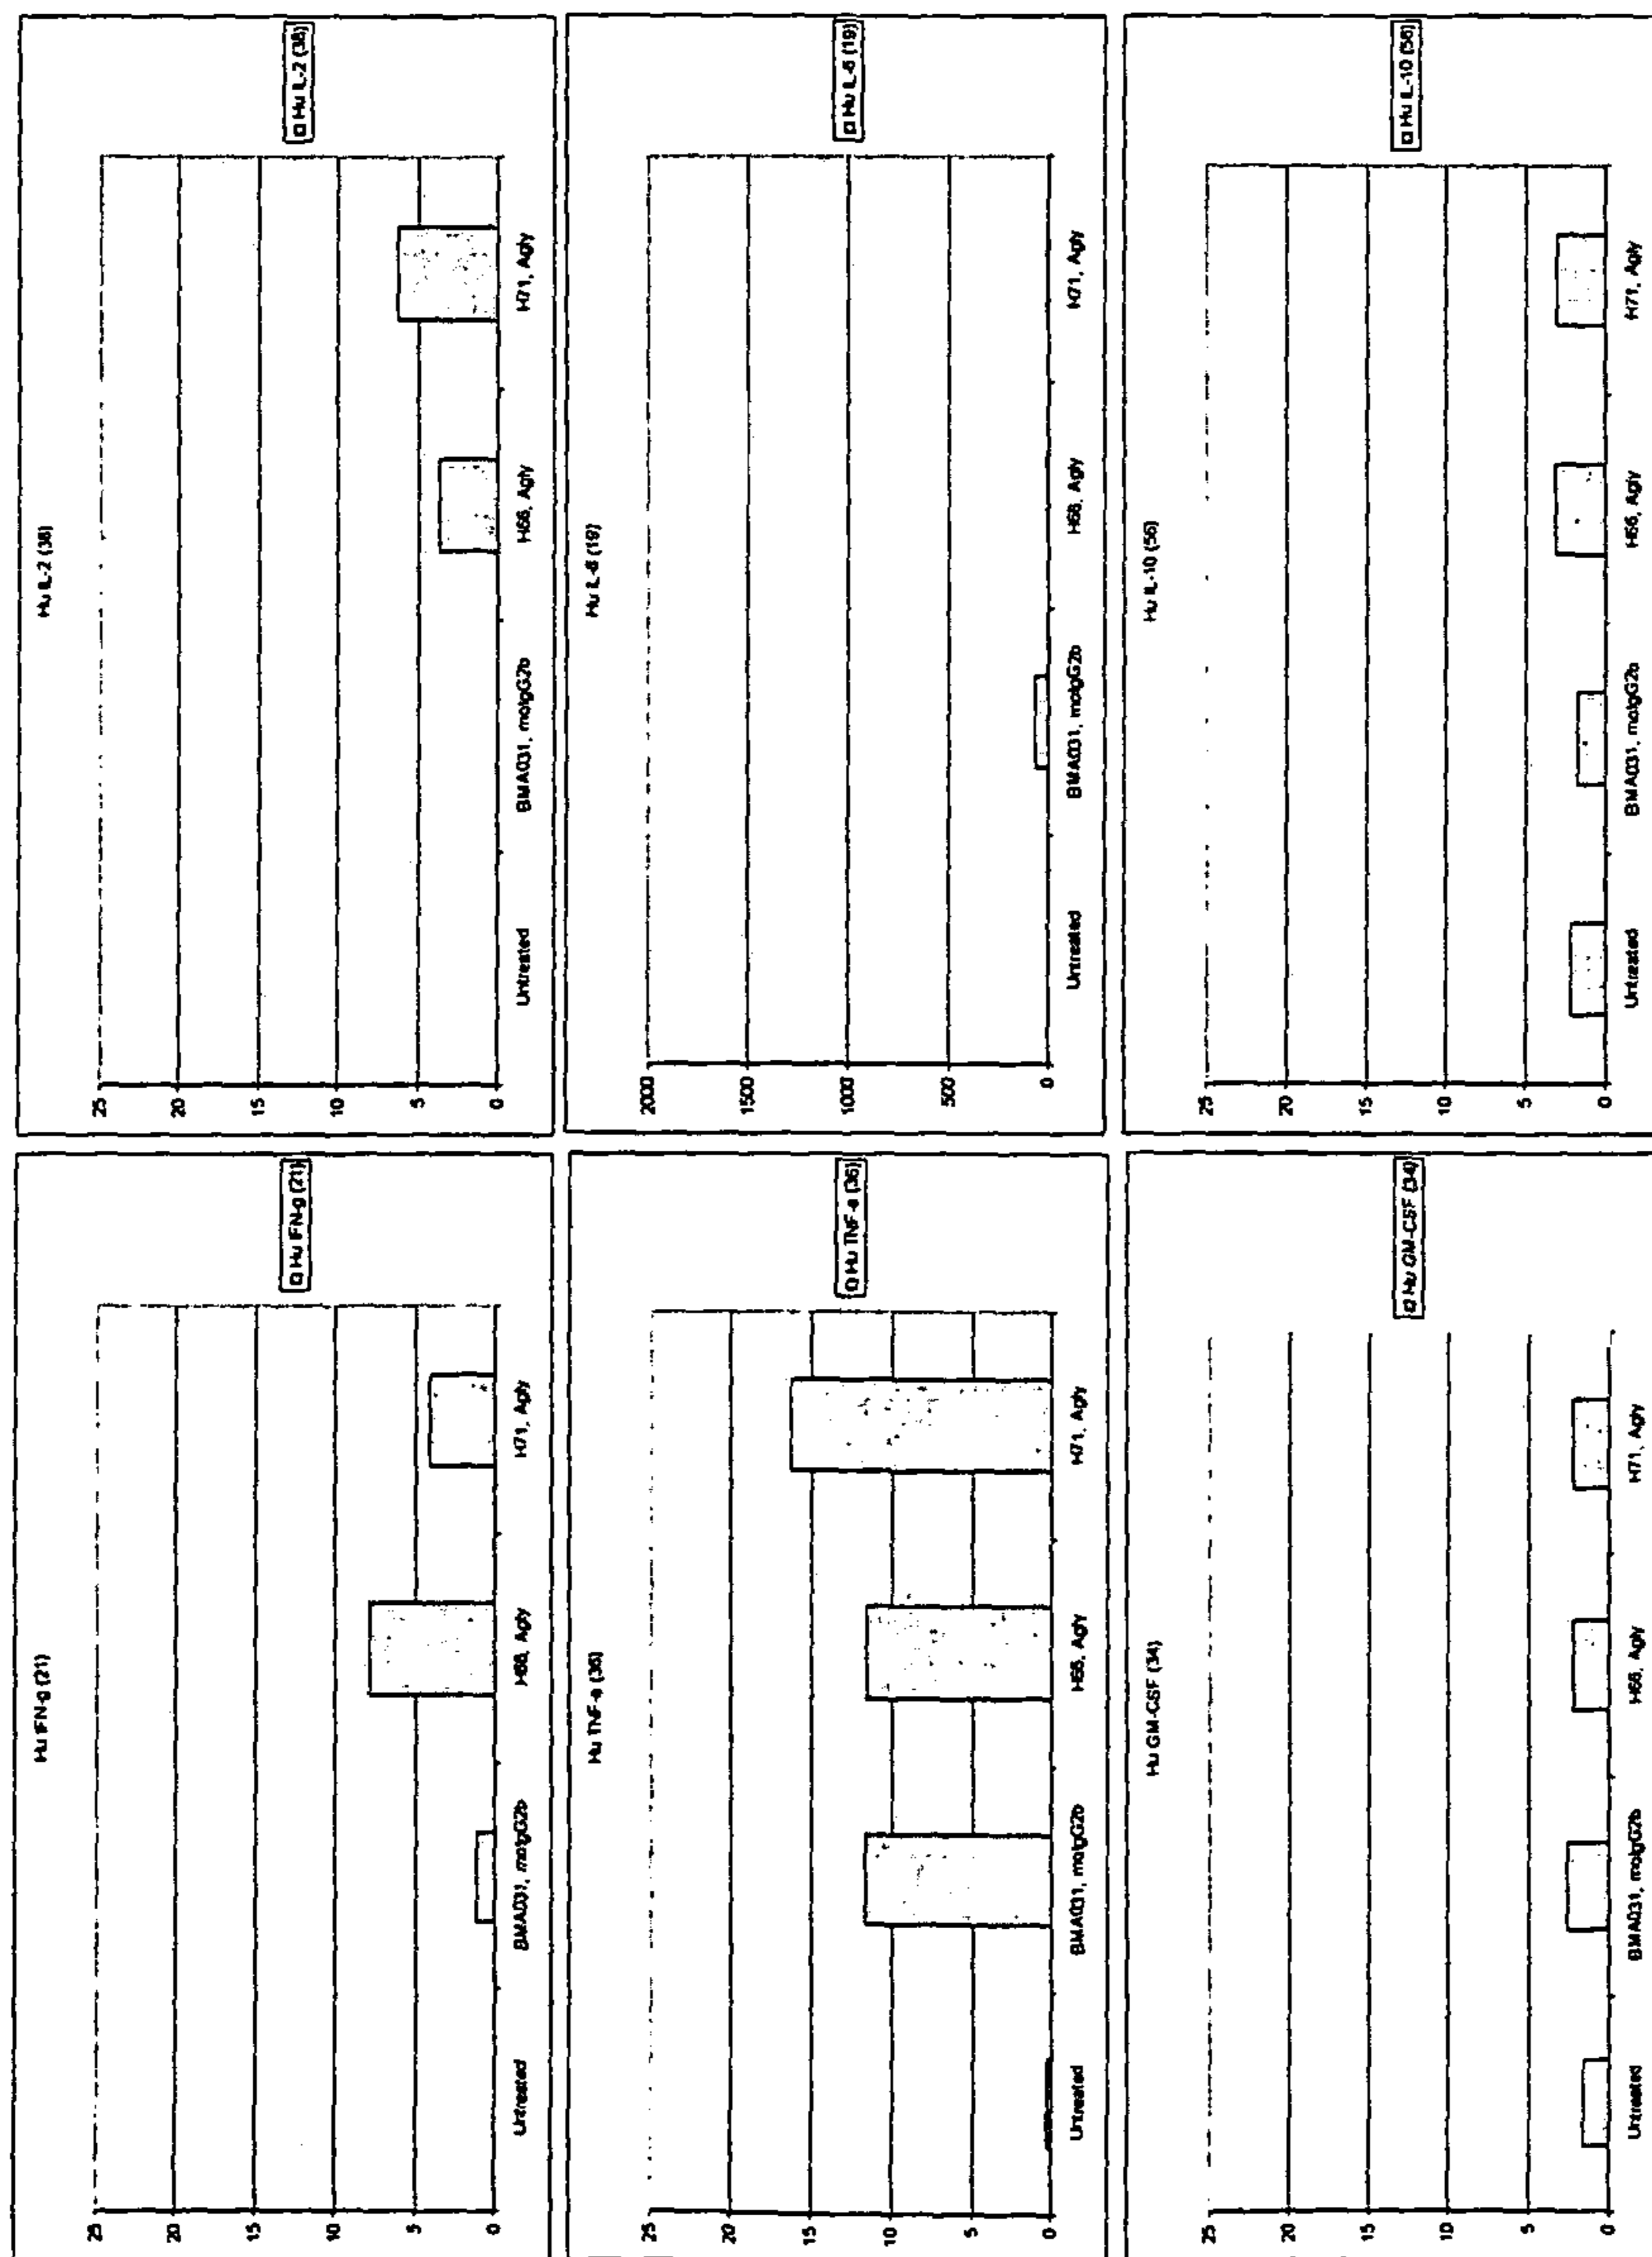 Hu IFN-g (21)
25
20
15
10
5
0
Untreated
BMA031, moIgG2b
H66, Agly
H71, Agly
Hu IFN-g (21)
Hu IL-2 (38)
25
20
15
10
5
0
Untreated
BMA031, moIgG2b
H66, Agly
H71, Agly
Hu IL-2 (38)
Hu TNF-a (36)
25
20
15
10
5
0
Untreated
BMA031, moIgG2b
H66, Agly
H71, Agly
Hu TNF-a (36)
Hu IL-6 (19)
2000
1500
1000
500
0
Untreated
BMA031, moIgG2b
H66, Agly
H71, Agly
Hu IL-6 (19)
Hu GM-CSF (34)
25
20
15
10
5
0
Untreated
BMA031, moIgG2b
H66, Agly
H71, Agly
Hu GM-CSF (34)
Hu IL-10 (56)
25
20
15
10
5
0
Untreated
BMA031, moIgG2b
H66, Agly
H71, Agly
Hu IL-10 (56)